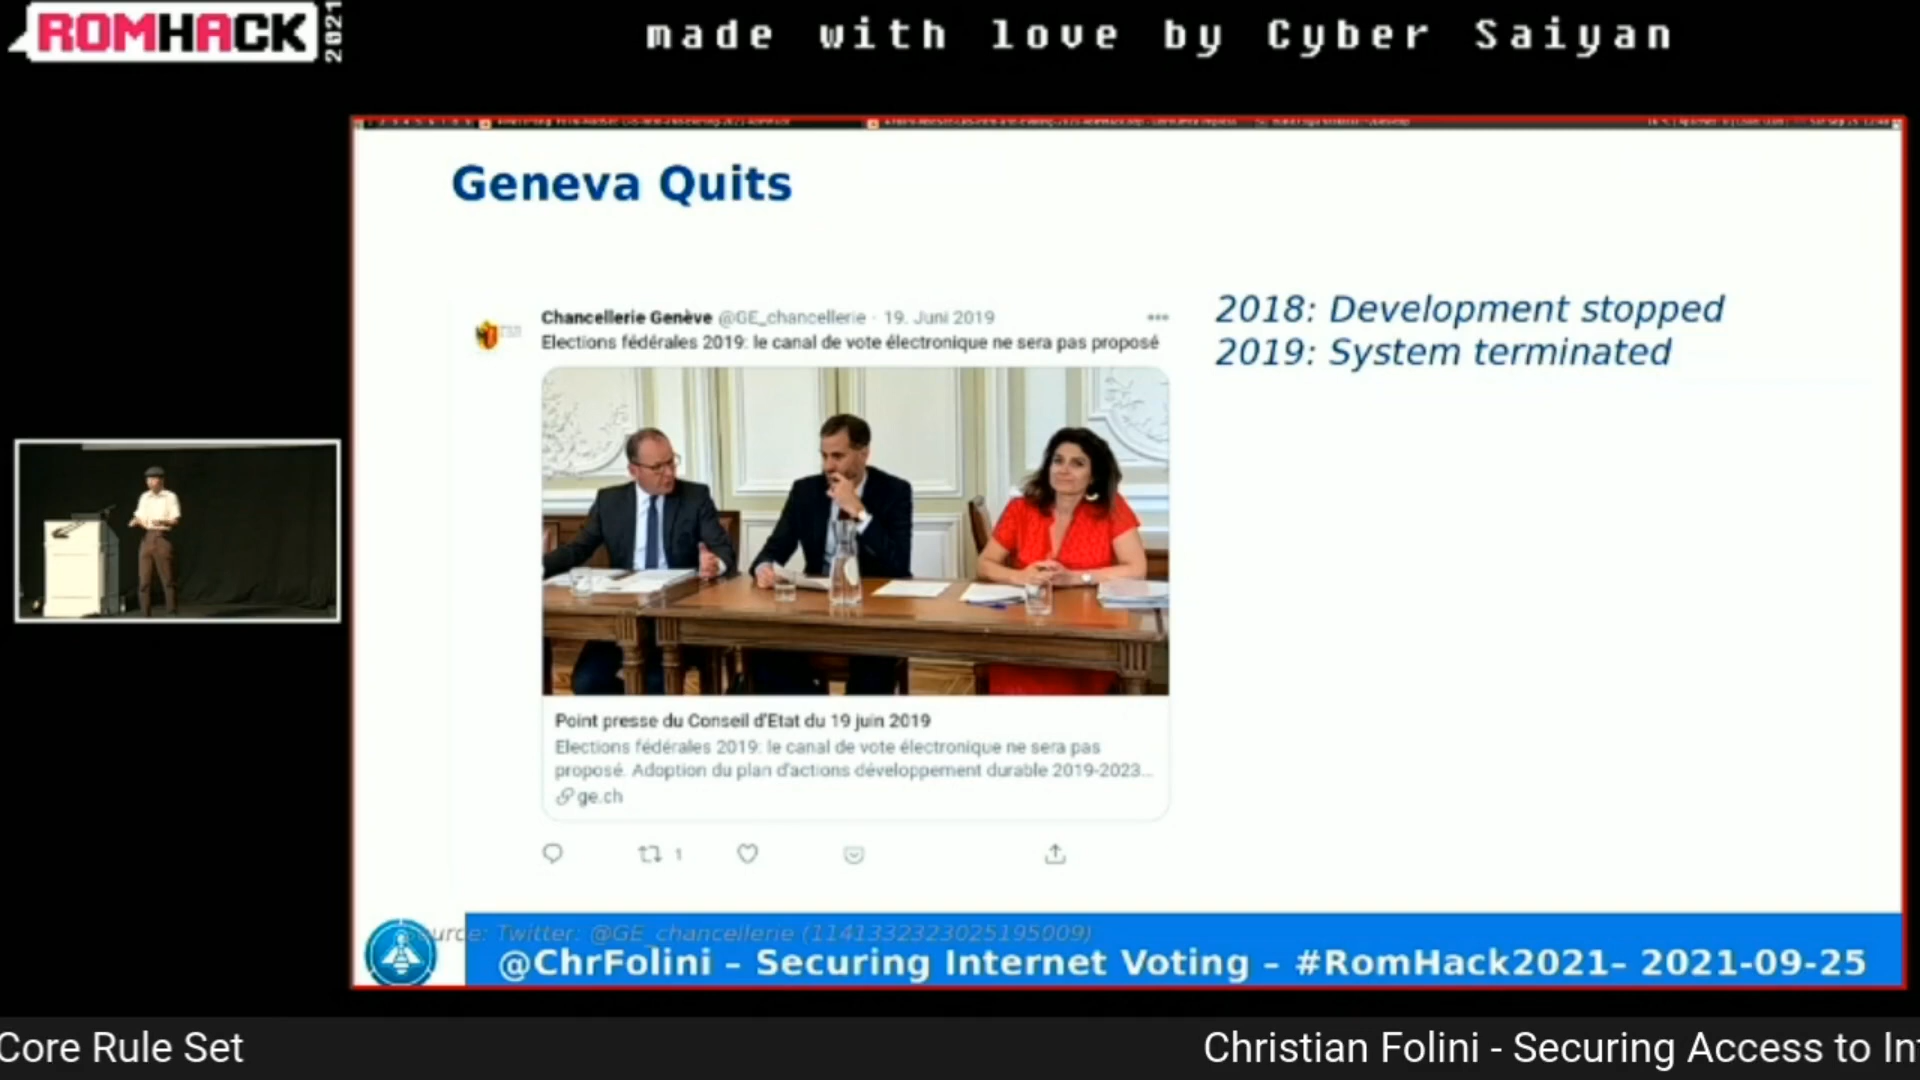 ROMHACK 2021
made with love by Cyber Saiyan
Geneva Quits
Chancellerie Genève @GE_chancellerie · 19. Juni 2019
Elections fédérales 2019: le canal de vote électronique ne sera pas proposé
2018: Development stopped
2019: System terminated
Point presse du Conseil d'Etat du 19 juin 2019
Elections fédérales 2019: le canal de vote électronique ne sera pas
proposé. Adoption du plan d'actions développement durable 2019-2023...
ge.ch
1
Source: Twitter: @GE_chancellerie (1141332323025195009)
@ChrFolini – Securing Internet Voting – #RomHack2021– 2021-09-25
Core Rule Set
Christian Folini - Securing Access to Int